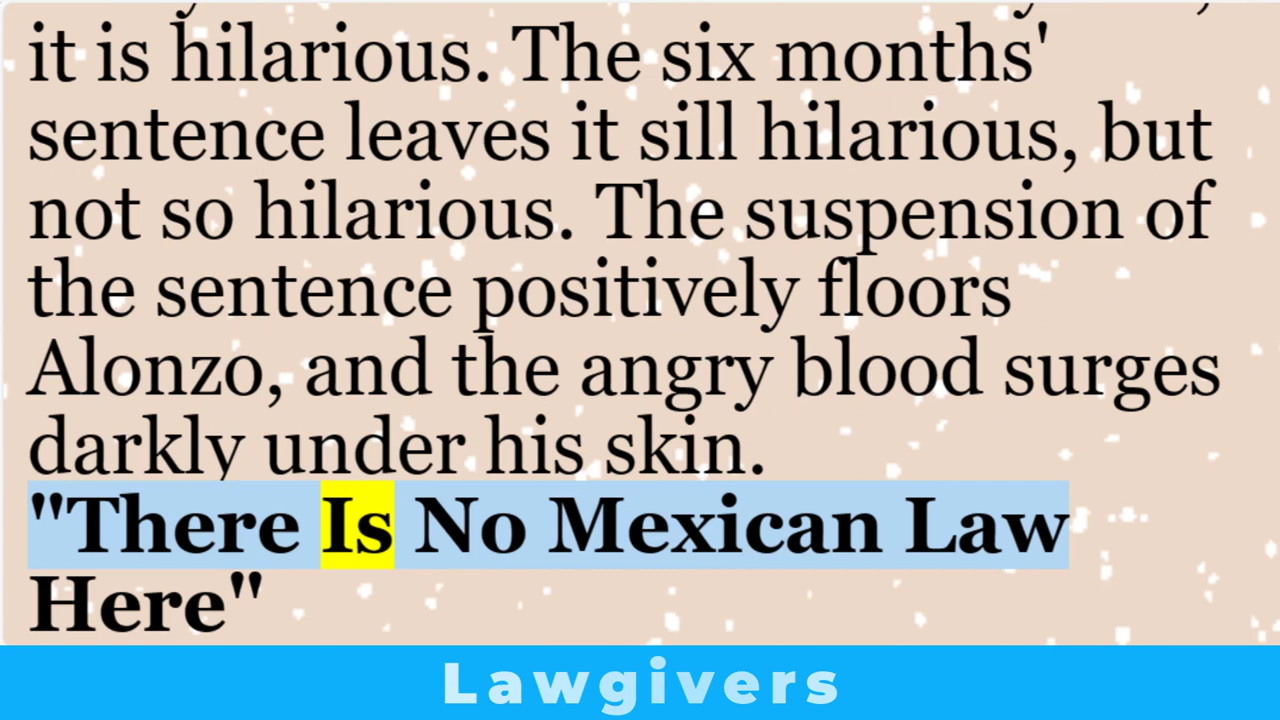 it is hilarious. The six months'
sentence leaves it sill hilarious, but
not so hilarious. The suspension of
the sentence positively floors
Alonzo, and the angry blood surges
darkly under his skin.
"There Is No Mexican Law
Here"
Lawgivers